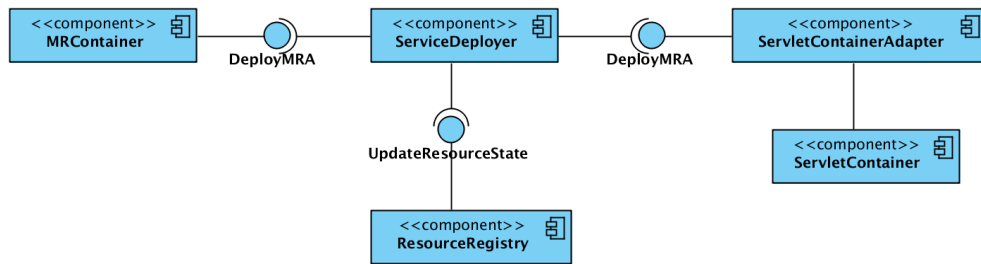 <<component>>
MRContainer
DeployMRA
<<component>>
ServiceDeployer
DeployMRA
<<component>>
ServletContainerAdapter
UpdateResourceState
<<component>>
ServletContainer
<<component>>
ResourceRegistry